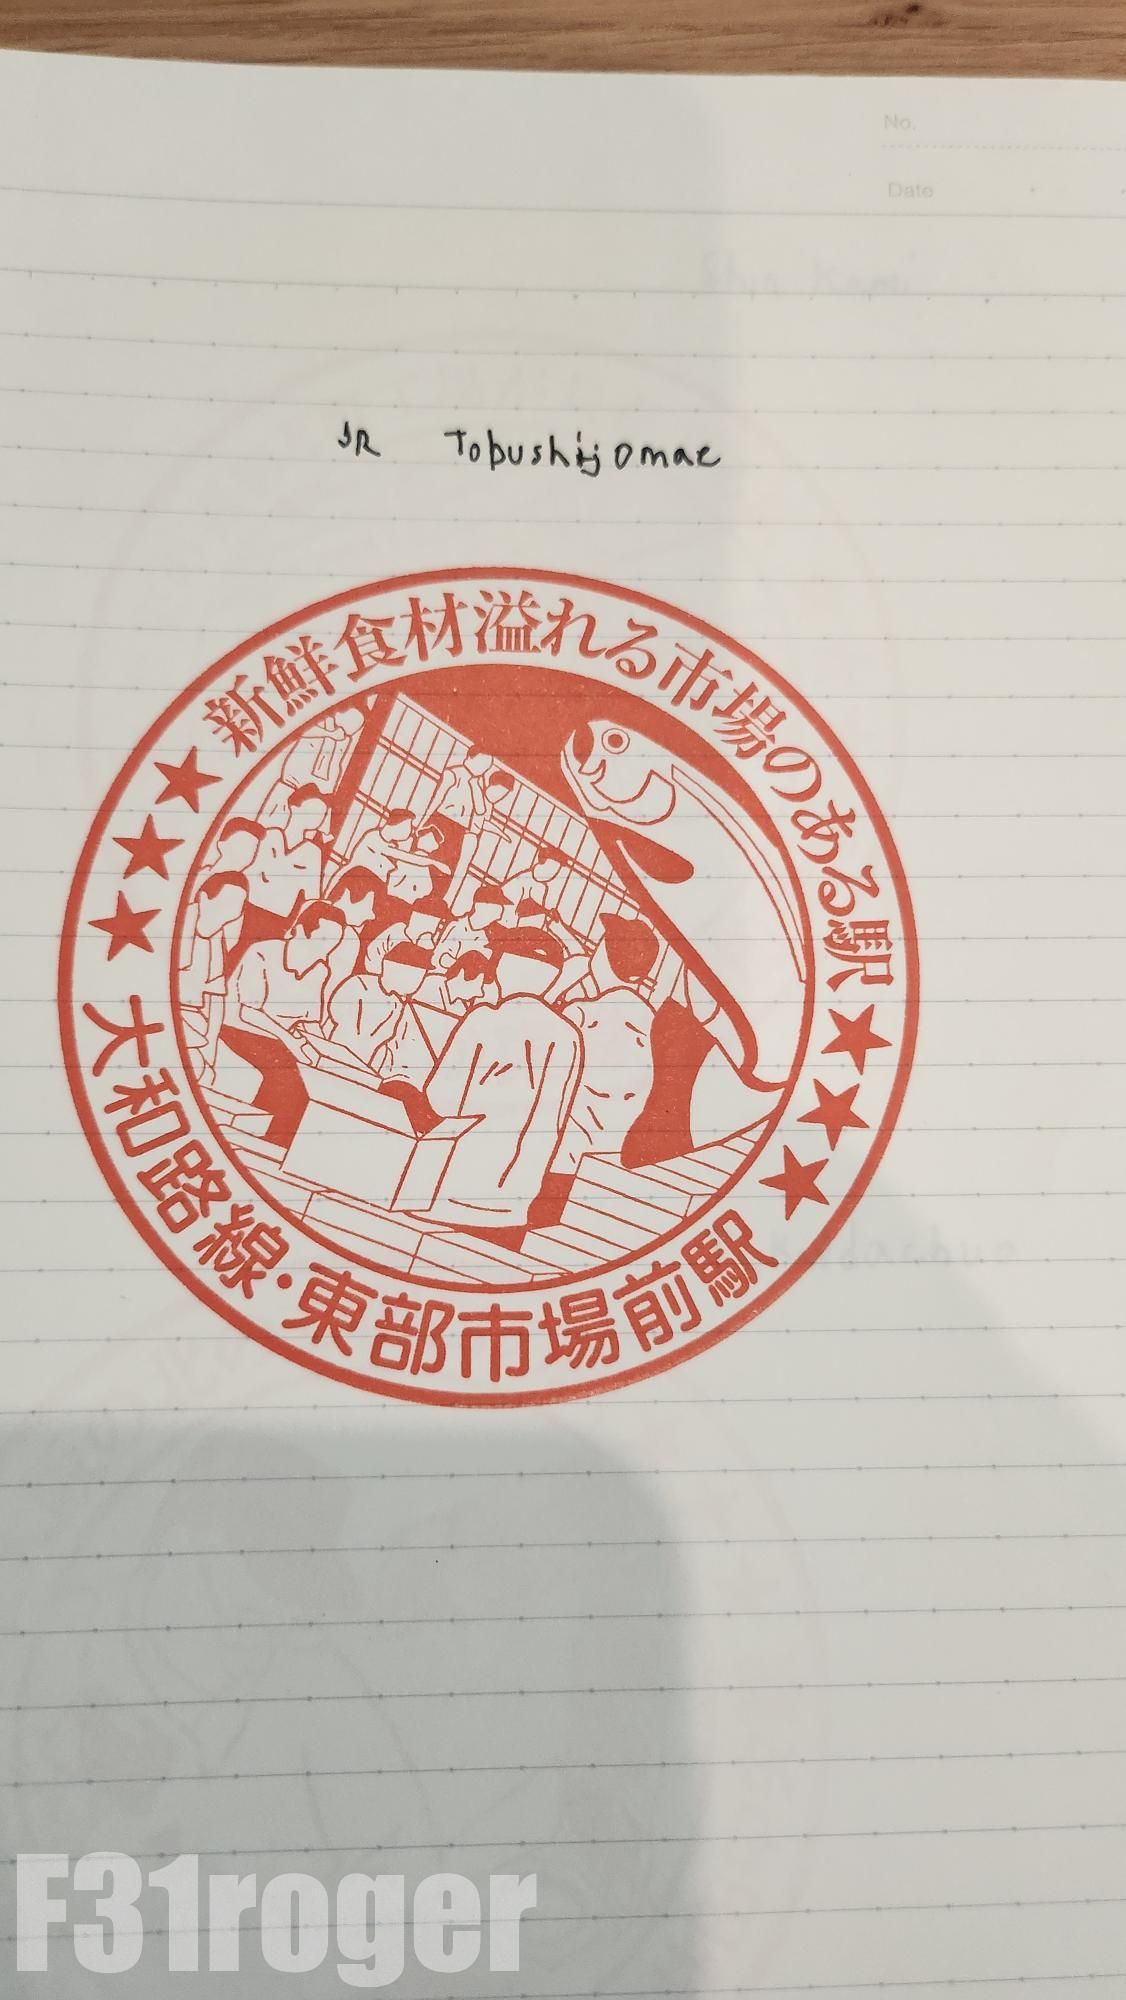 No.
Date
JR Tobushijomae
新鮮食材溢れる市場のある駅
大和路線・東部市場前駅
F31roger